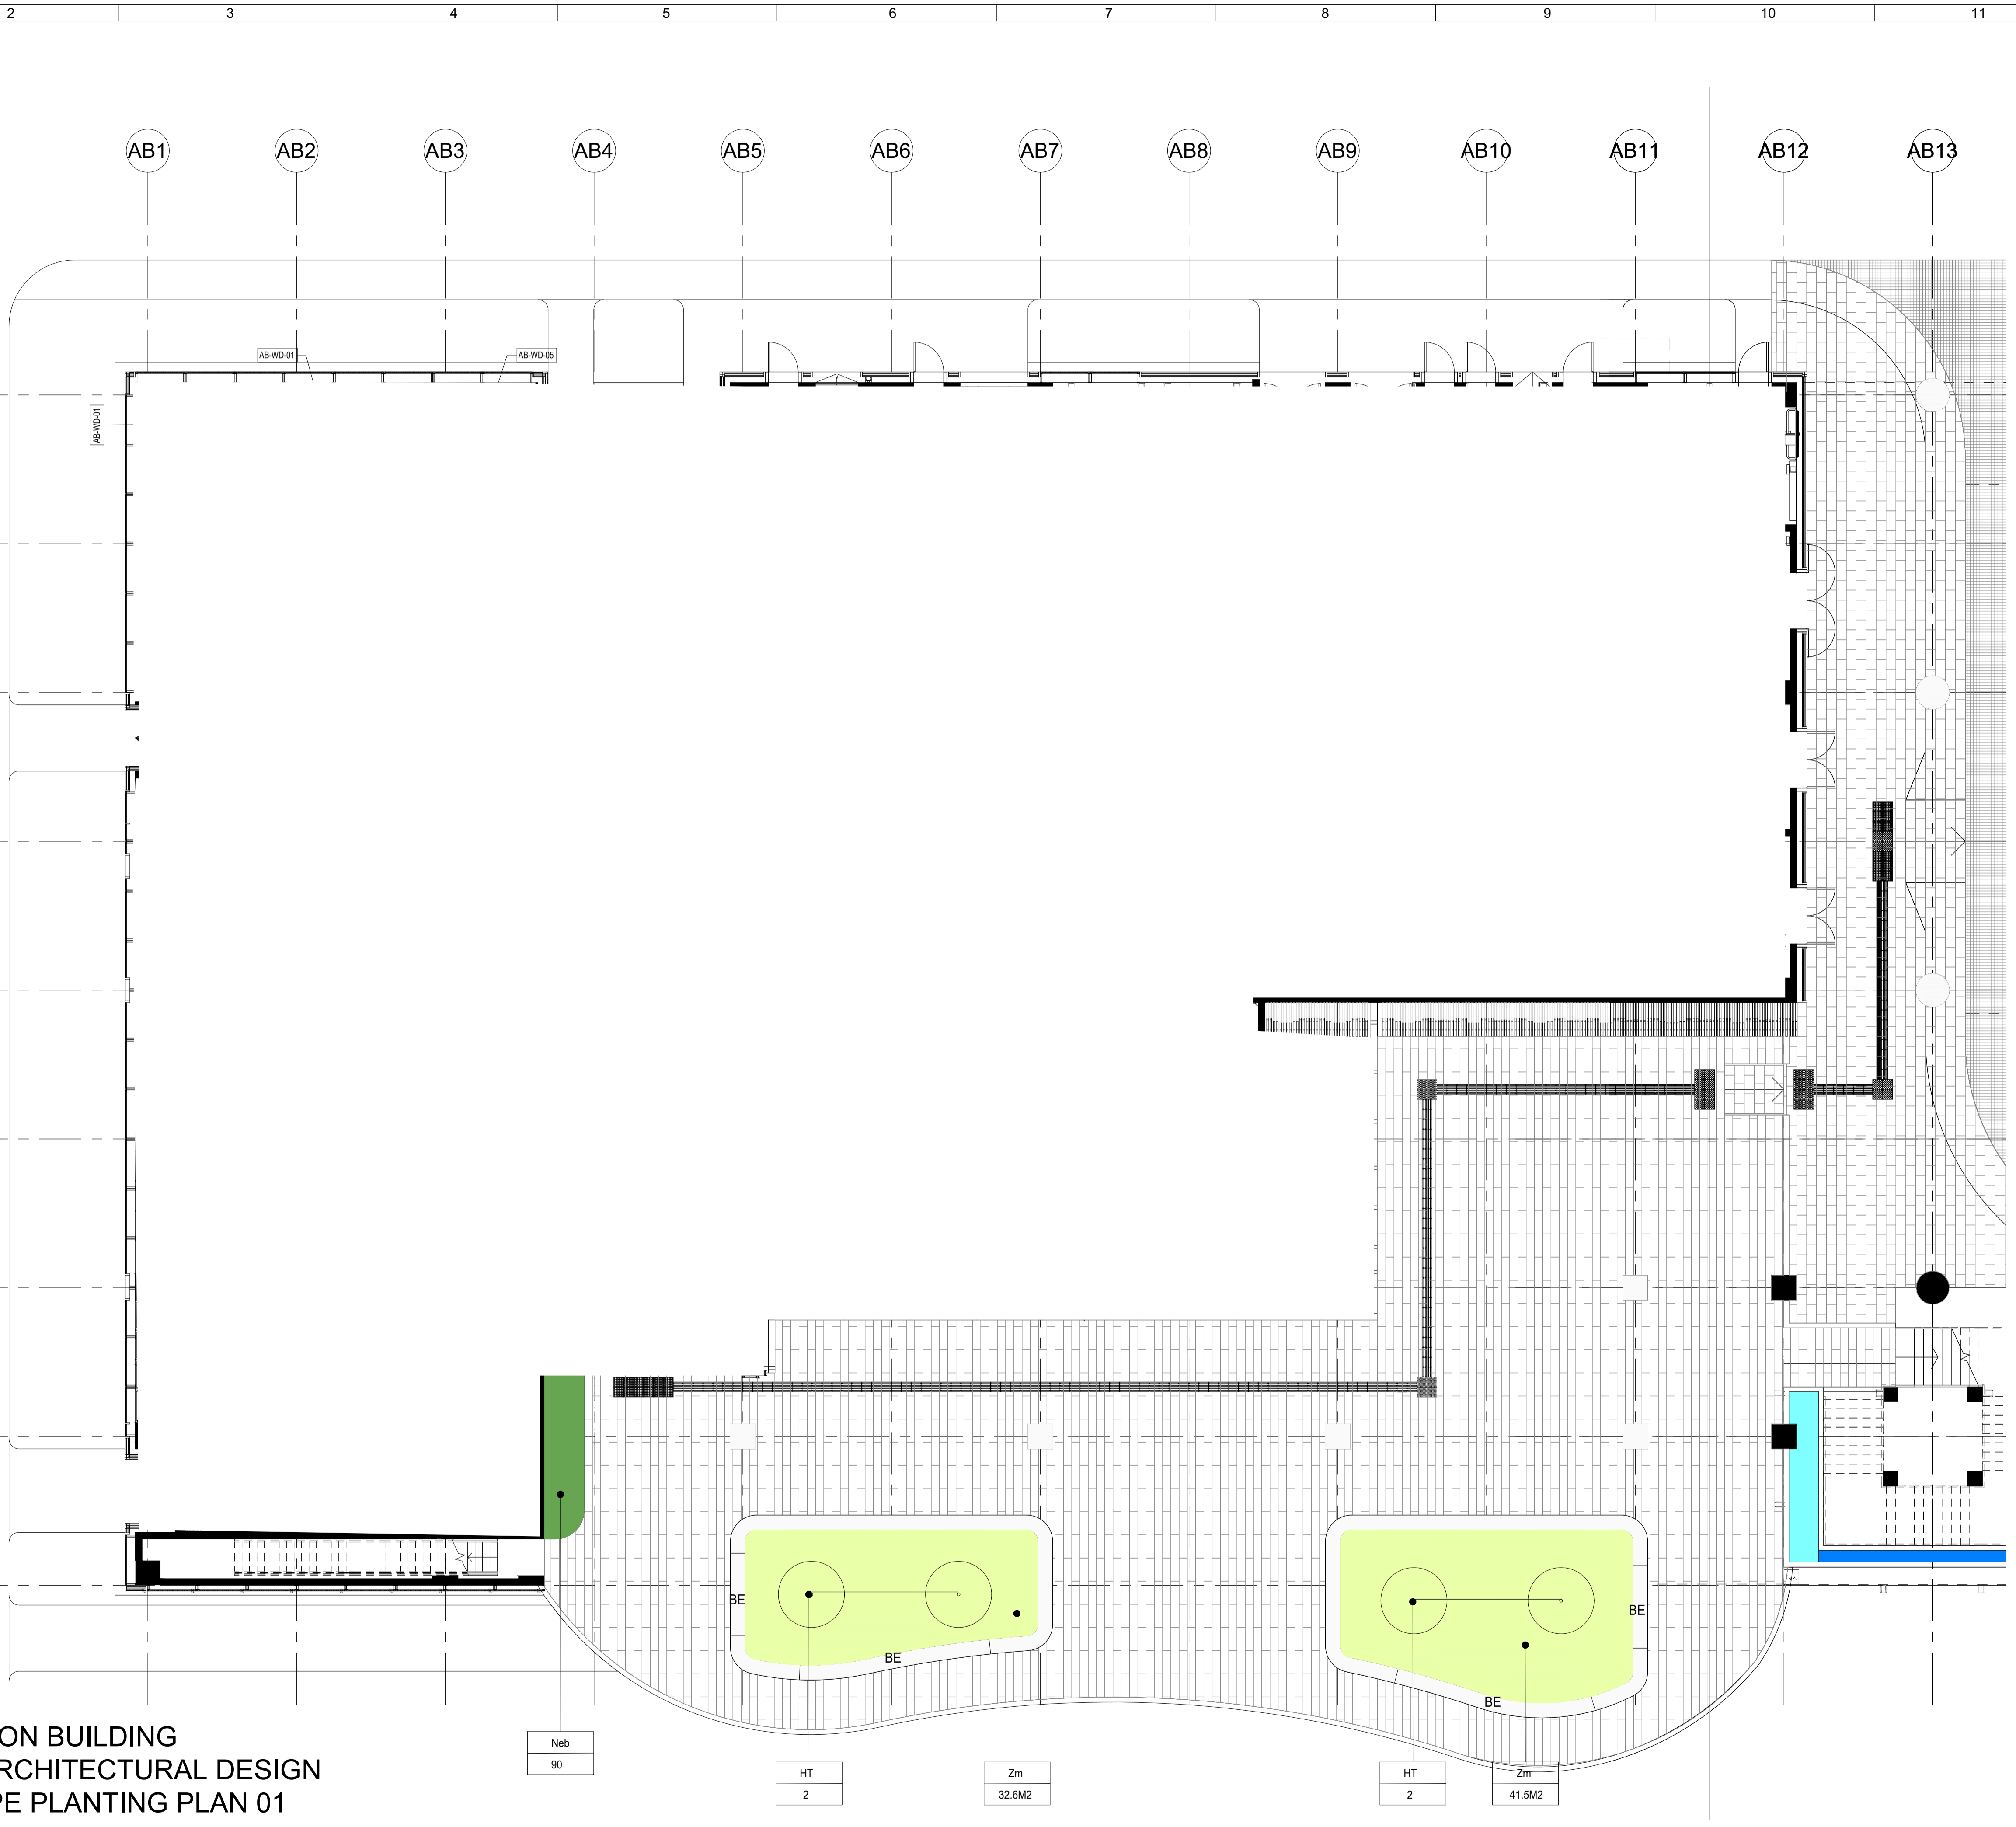 2 3 4 5 6 7 8 9 10 11
AB1 AB2 AB3 AB4 AB5 AB6 AB7 AB8 AB9 AB10 AB11 AB12 AB13
AB-WD-01 AB-WD-05
AB-WD-01
BE BE
BE
BE
ON BUILDING
RCHITECTURAL DESIGN
PE PLANTING PLAN 01
Neb
90
HT Zm HT Zm
2 32.6M2 2 41.5M2